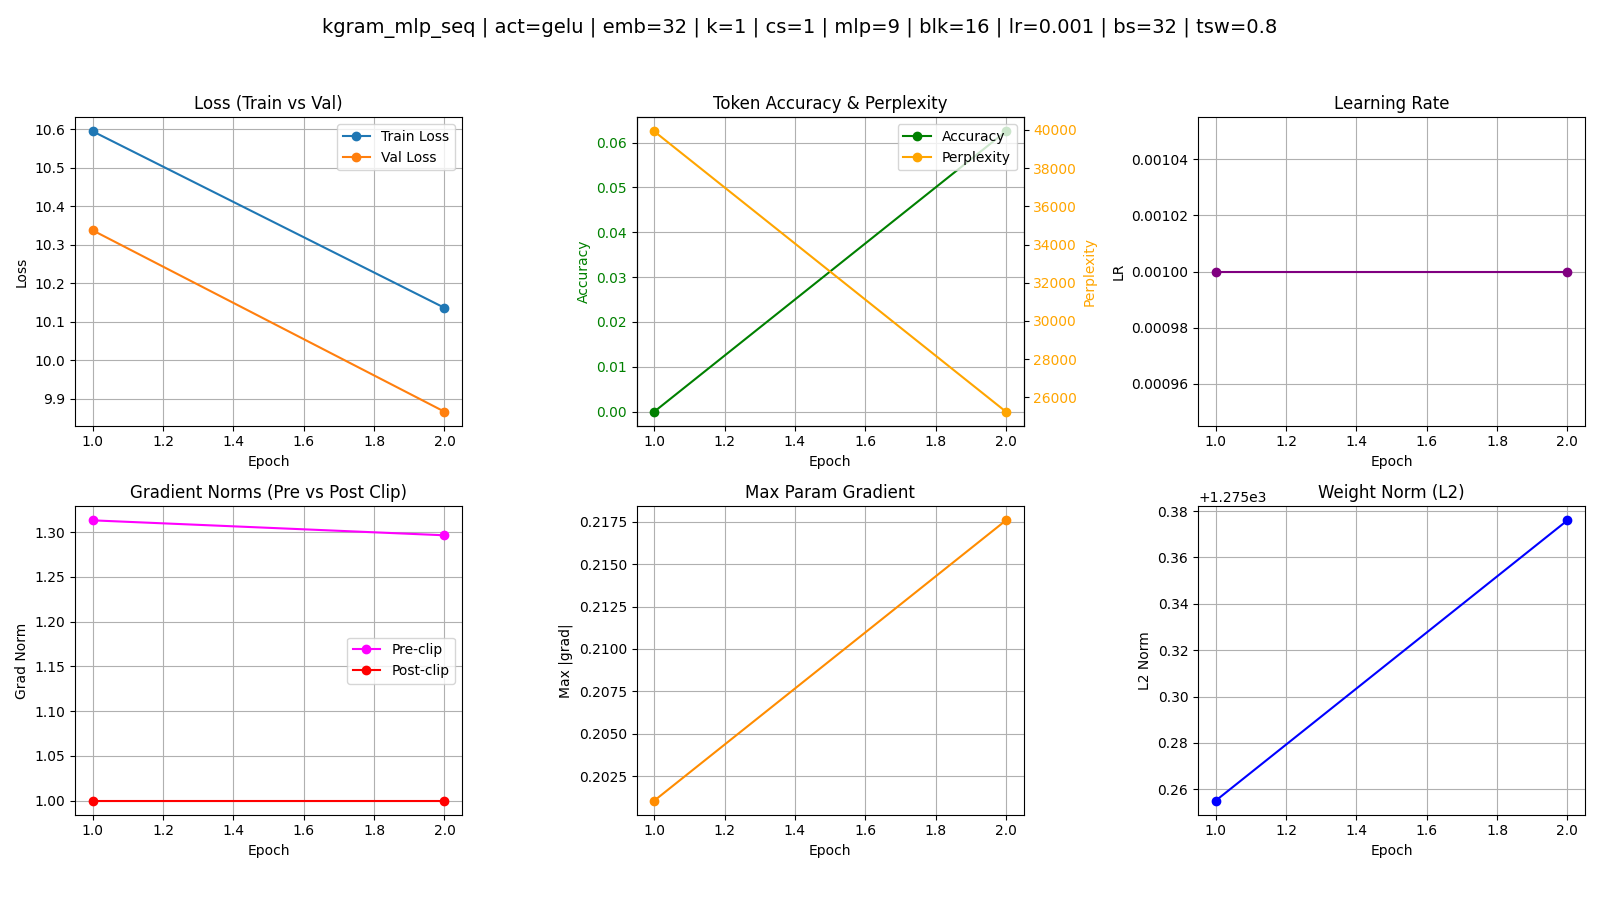 kgram_mlp_seq | act=gelu | emb=32 | k=1 | cs=1 | mlp=9 | blk=16 | lr=0.001 | bs=32 | tsw=0.8
Loss (Train vs Val)
10.6
10.5
10.4
10.3
10.2
10.1
10.0
9.9
Loss
Train Loss
Val Loss
1.0 1.2 1.4 1.6 1.8 2.0
Epoch
Token Accuracy & Perplexity
0.06
0.05
0.04
0.03
0.02
0.01
0.00
Accuracy
Accuracy
Perplexity
40000
38000
36000
34000
32000
30000
28000
26000
Perplexity
1.0 1.2 1.4 1.6 1.8 2.0
Epoch
Learning Rate
0.00104
0.00102
0.00100
0.00098
0.00096
LR
1.0 1.2 1.4 1.6 1.8 2.0
Epoch
Gradient Norms (Pre vs Post Clip)
1.30
1.25
1.20
1.15
1.10
1.05
1.00
Grad Norm
Pre-clip
Post-clip
1.0 1.2 1.4 1.6 1.8 2.0
Epoch
Max Param Gradient
0.2175
0.2150
0.2125
0.2100
0.2075
0.2050
0.2025
Max |grad|
1.0 1.2 1.4 1.6 1.8 2.0
Epoch
Weight Norm (L2)
+1.275e3
0.38
0.36
0.34
0.32
0.30
0.28
0.26
L2 Norm
1.0 1.2 1.4 1.6 1.8 2.0
Epoch